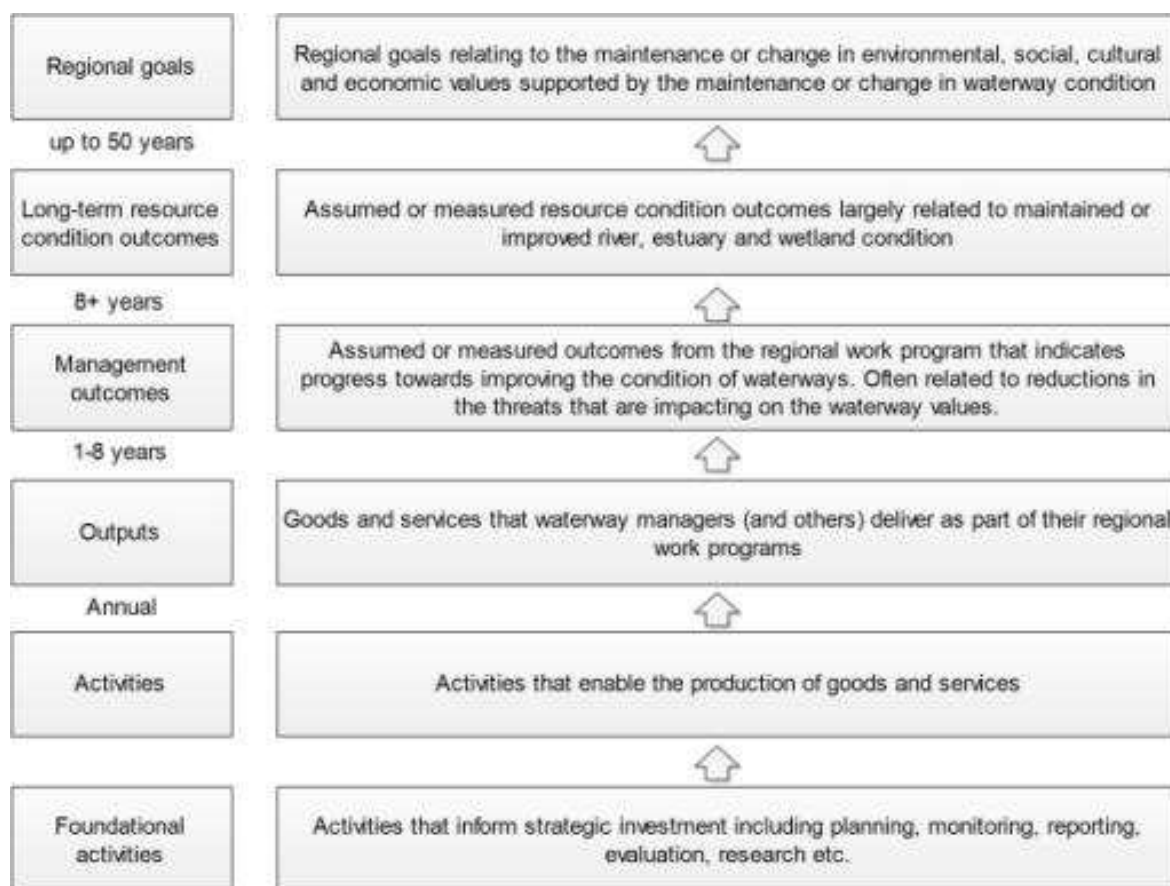 Regional goals
Regional goals relating to the maintenance or change in environmental, social, cultural
and economic values supported by the maintenance or change in waterway condition
up to 50 years
Long-term resource
condition outcomes
Assumed or measured resource condition outcomes largely related to maintained or
improved river, estuary and wetland condition
8+ years
Management
outcomes
Assumed or measured outcomes from the regional work program that indicates
progress towards improving the condition of waterways. Often related to reductions in
the threats that are impacting on the waterway values.
1-8 years
Outputs
Goods and services that waterway managers (and others) deliver as part of their regional
work programs
Annual
Activities
Activities that enable the production of goods and services
Foundational
activities
Activities that inform strategic investment including planning, monitoring, reporting,
evaluation, research etc.